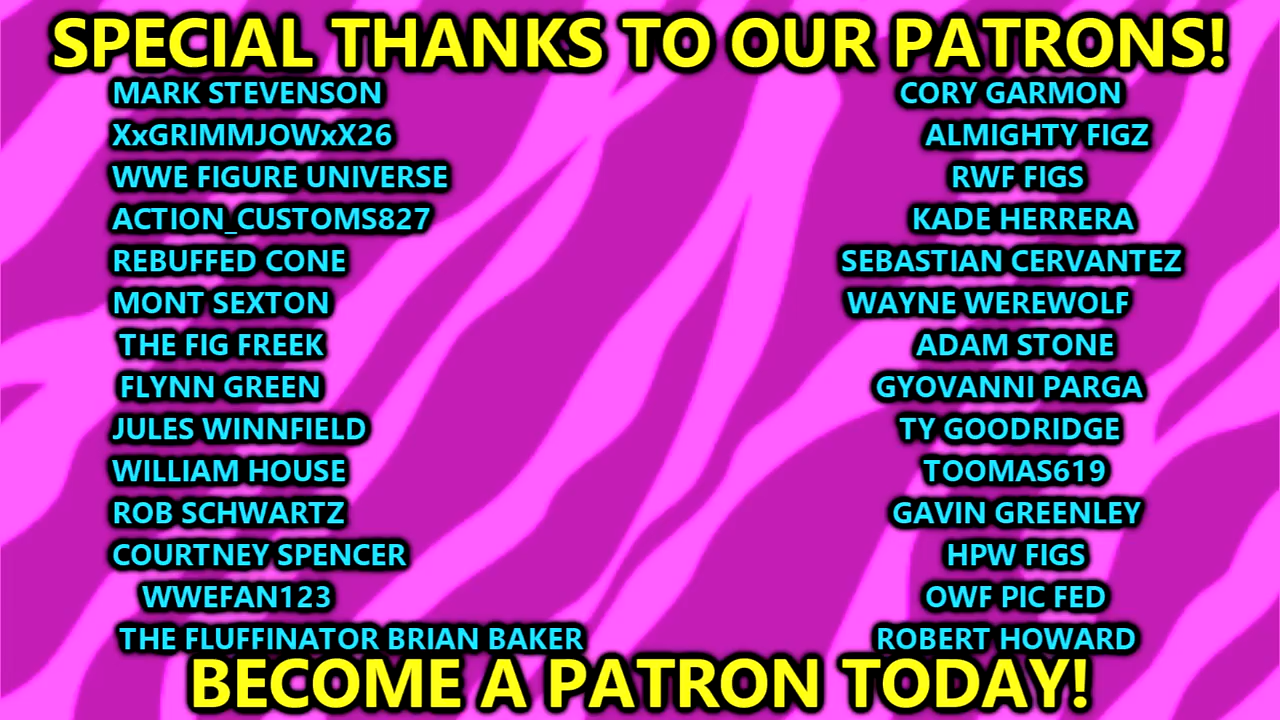 SPECIAL THANKS TO OUR PATRONS!
MARK STEVENSON
XxGRIMMJOWxX26
WWE FIGURE UNIVERSE
ACTION_CUSTOMS827
REBUFFED CONE
MONT SEXTON
THE FIG FREEK
FLYNN GREEN
JULES WINNFIELD
WILLIAM HOUSE
ROB SCHWARTZ
COURTNEY SPENCER
WWEFAN123
THE FLUFFINATOR BRIAN BAKER
CORY GARMON
ALMIGHTY FIGZ
RWF FIGS
KADE HERRERA
SEBASTIAN CERVANTEZ
WAYNE WEREWOLF
ADAM STONE
GYOVANNI PARGA
TY GOODRIDGE
TOOMAS619
GAVIN GREENLEY
HPW FIGS
OWF PIC FED
ROBERT HOWARD
BECOME A PATRON TODAY!